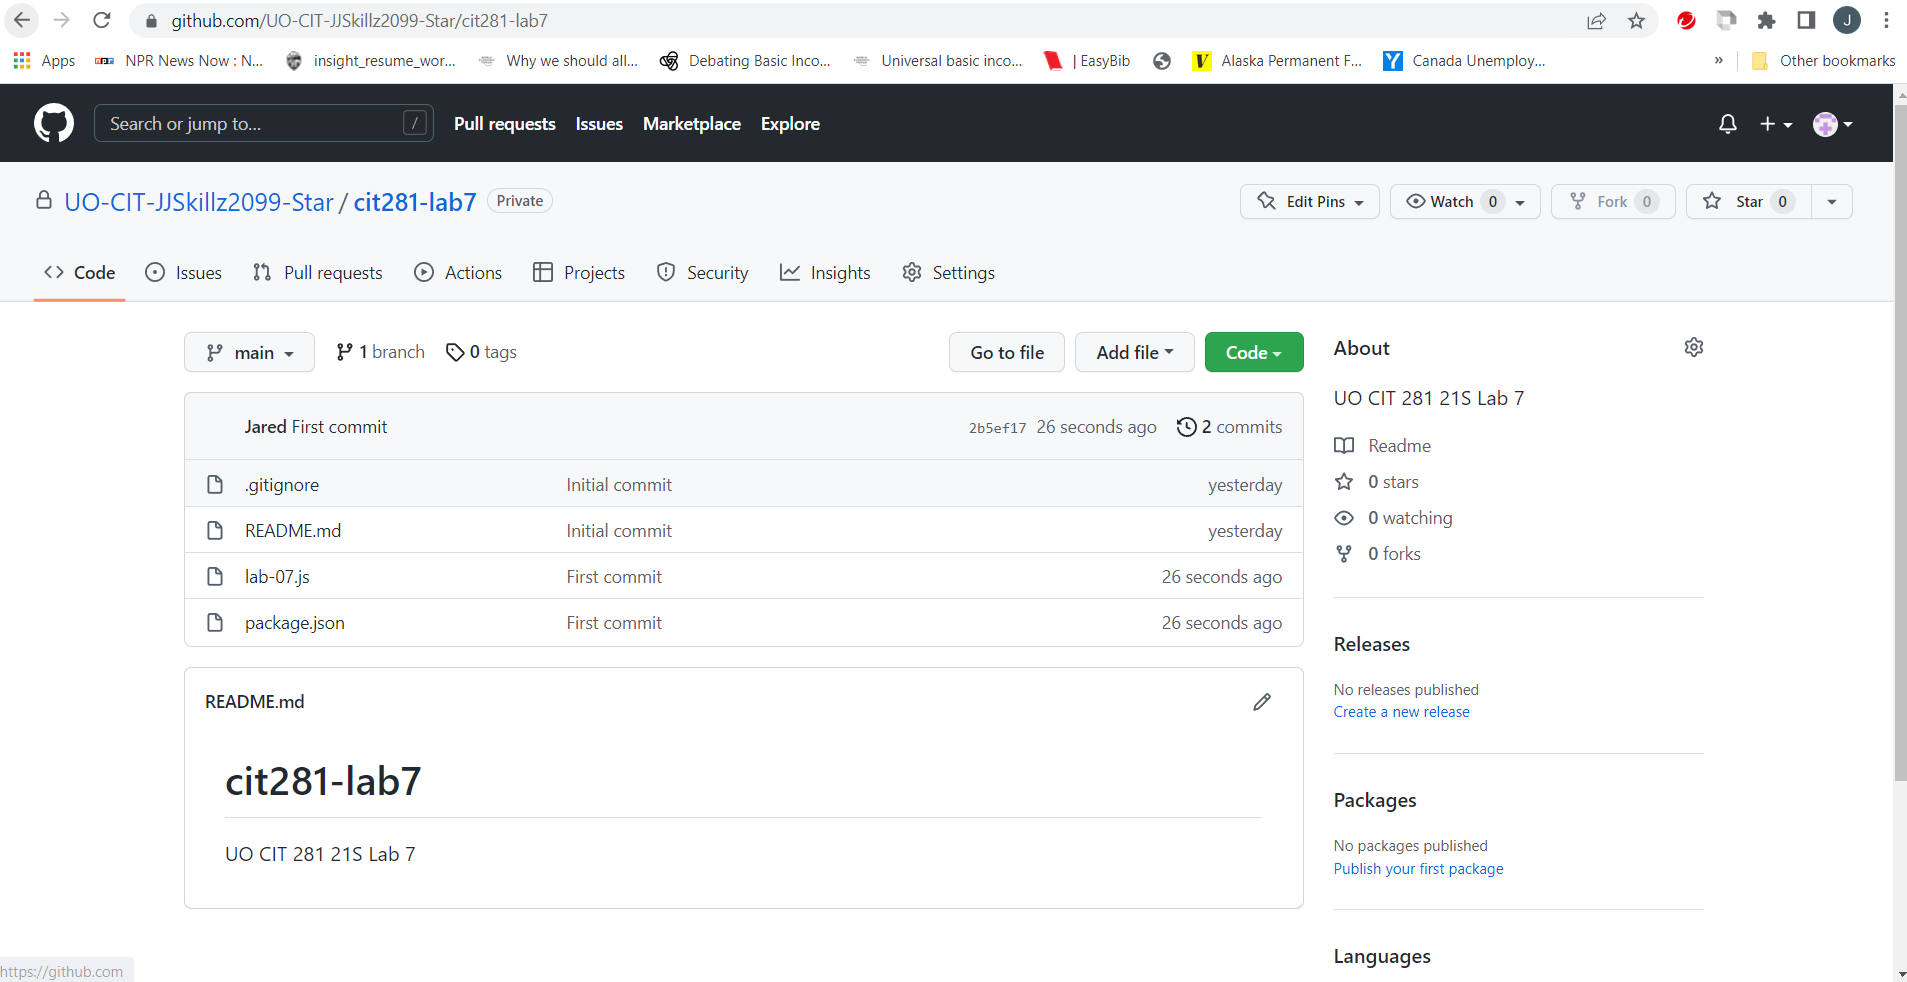 github.com/UO-CIT-JJSkillz2099-Star/cit281-lab7
J
Apps npr NPR News Now : N... insight_resume_wor... Why we should all... Debating Basic Inco... Universal basic inco... | EasyBib V Alaska Permanent F... Y Canada Unemploy... » Other bookmarks
Search or jump to... / Pull requests Issues Marketplace Explore
UO-CIT-JJSkillz2099-Star / cit281-lab7 Private Edit Pins Watch 0 Fork 0 Star 0
Code Issues Pull requests Actions Projects Security Insights Settings
main 1 branch 0 tags Go to file Add file Code
Jared First commit 2b5ef17 26 seconds ago 2 commits
.gitignore Initial commit yesterday
README.md Initial commit yesterday
lab-07.js First commit 26 seconds ago
package.json First commit 26 seconds ago
README.md
cit281-lab7
UO CIT 281 21S Lab 7
About
UO CIT 281 21S Lab 7
Readme
0 stars
0 watching
0 forks
Releases
No releases published
Create a new release
Packages
No packages published
Publish your first package
Languages
https://github.com